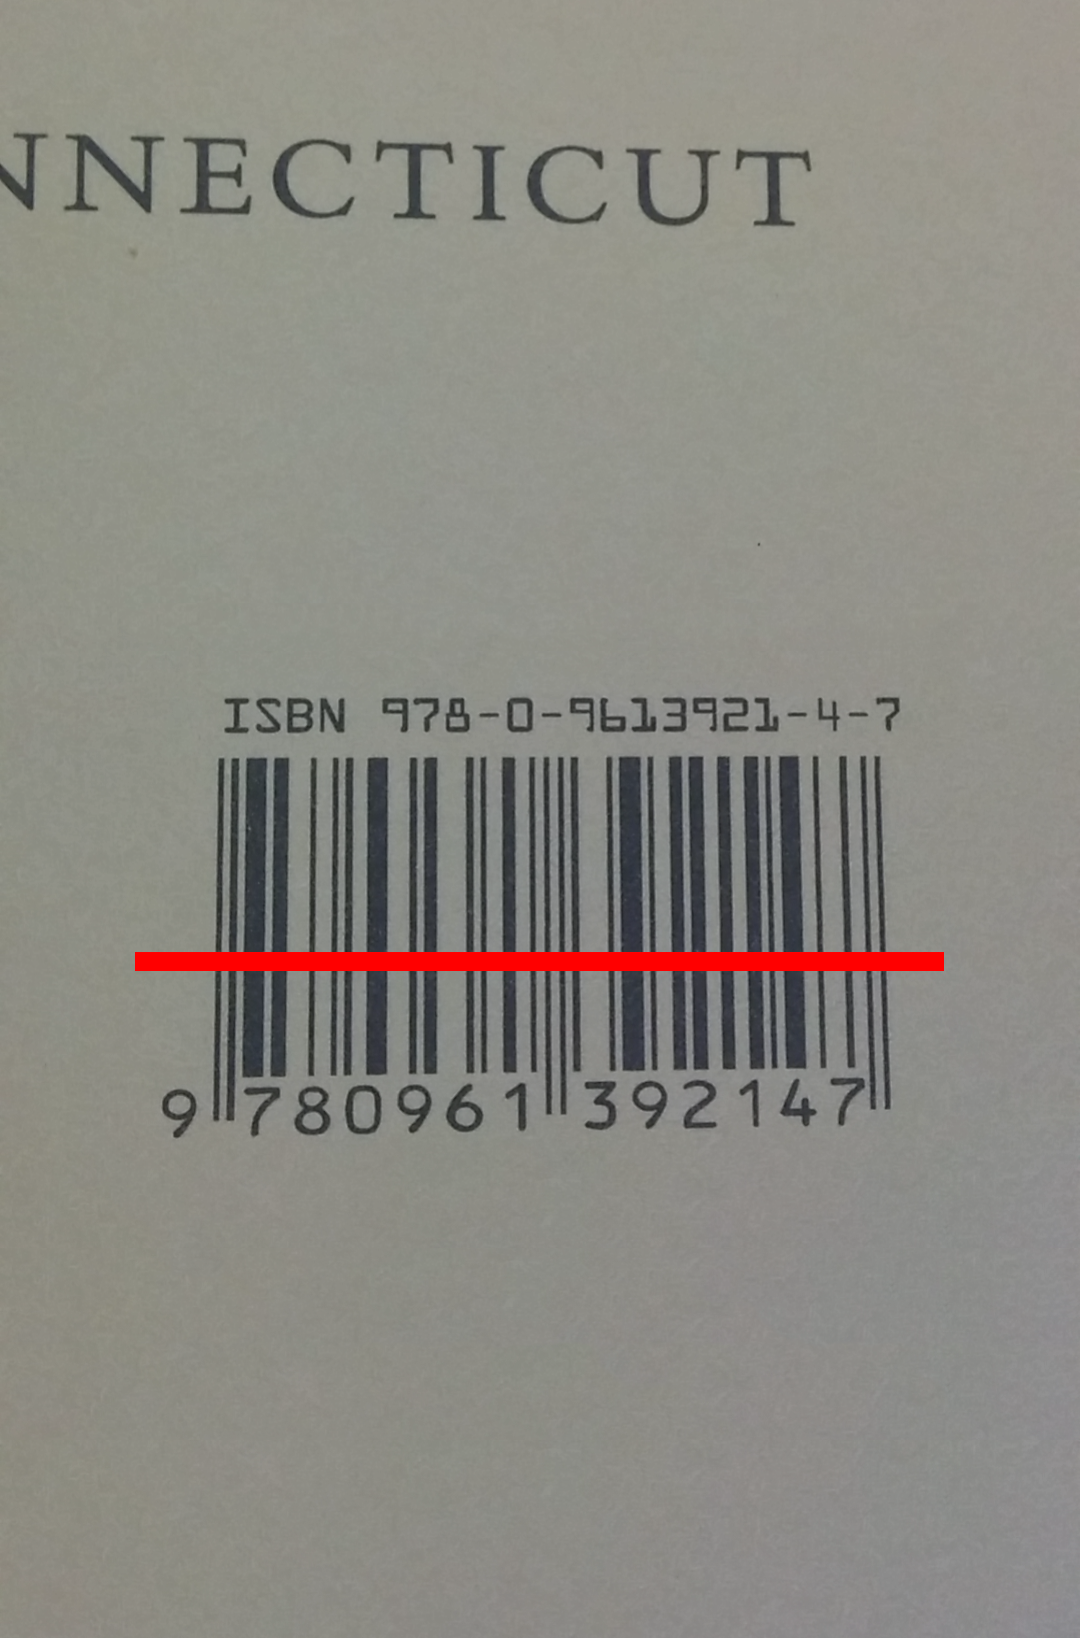 NNECTICUT
ISBN 978-0-9613921-4-7
9 780961 392147